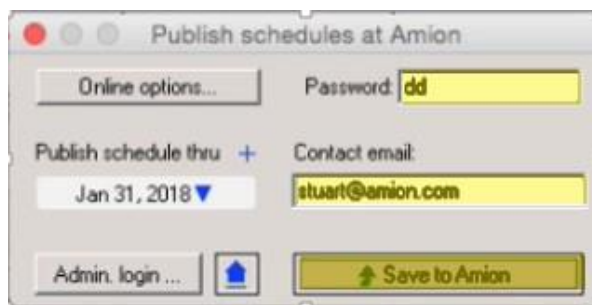 Publish schedules at Amion
Online options...
Password: dd
Publish schedule thru +
Contact email:
Jan 31, 2018
stuart@amion.com
Admin. login ...
Save to Amion